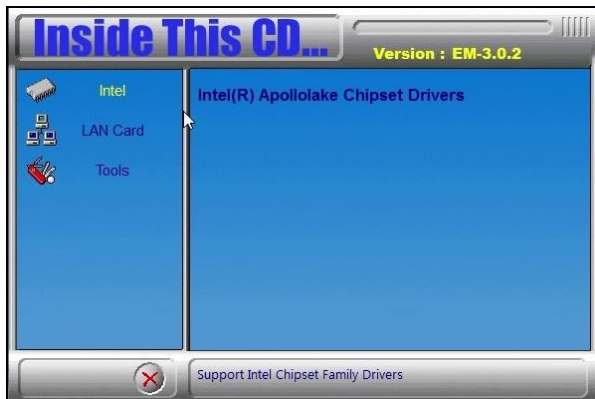 Inside This CD...
Version : EM-3.0.2
Intel
LAN Card
Tools
Intel(R) Apollolake Chipset Drivers
Support Intel Chipset Family Drivers